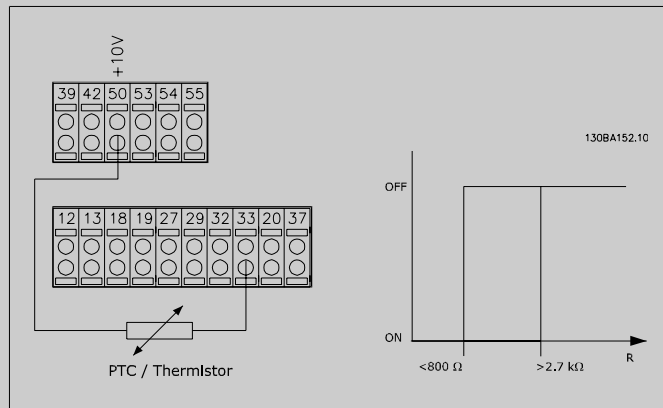 +10V
39 42 50 53 54 55
130BA152.10
OFF
12 13 18 19 27 29 32 33 20 37
ON
<800 Ω >2.7 kΩ R
PTC / Thermistor